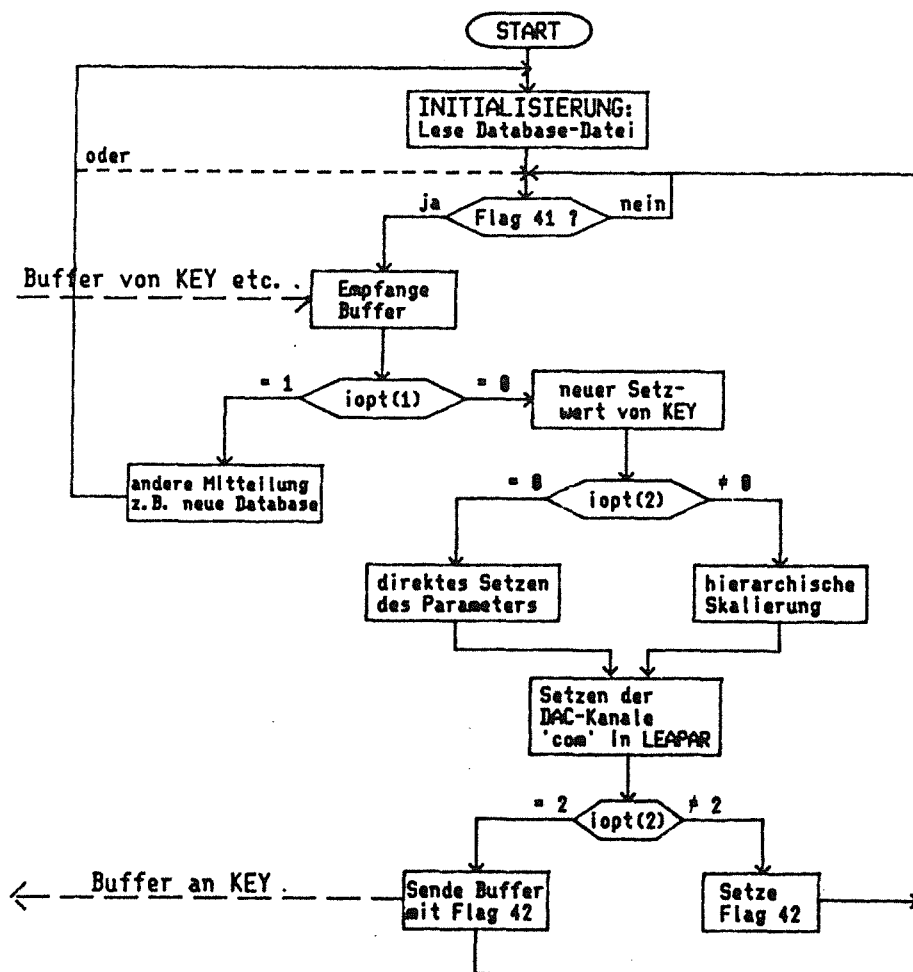 START
INITIALISIERUNG:
Lese Database-Datei
oder
ja
nein
Flag 41 ?
Buffer von KEY etc. .
Empfange
Buffer
= 1
= 0
iopt(1)
neuer Setz-
wert von KEY
andere Mitteilung
z.B. neue Database
= 0
≠ 0
iopt(2)
direktes Setzen
des Parameters
hierarchische
Skalierung
Setzen der
DAC-Kanale
'com' in LEAPAR
= 2
≠ 2
iopt(2)
Buffer an KEY .
Sende Buffer
mit Flag 42
Setze
Flag 42